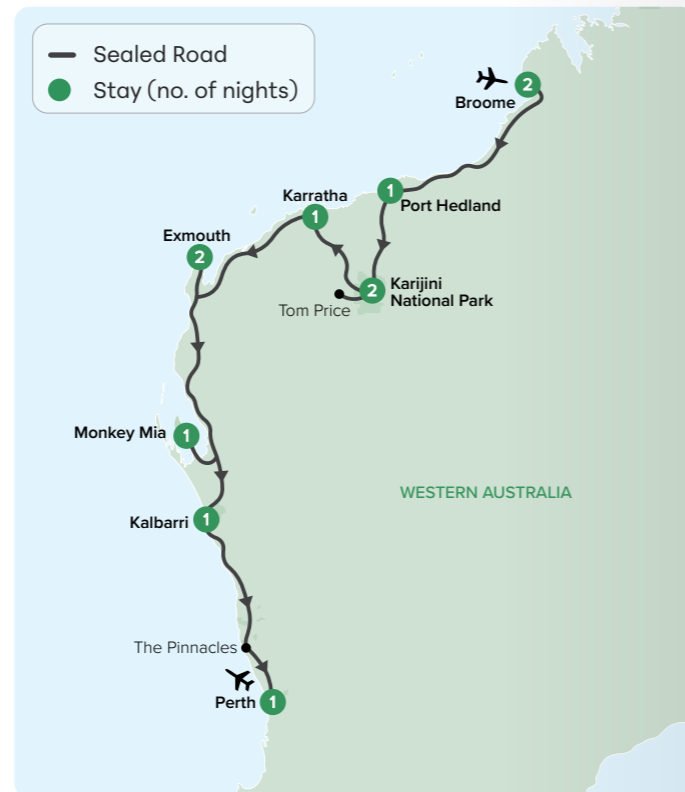 Sealed Road
Stay (no. of nights)
2
Broome
1
Port Hedland
Karratha
1
Exmouth
2
2
Karijini
National Park
Tom Price
Monkey Mia
1
WESTERN AUSTRALIA
Kalbarri
1
The Pinnacles
Perth
1